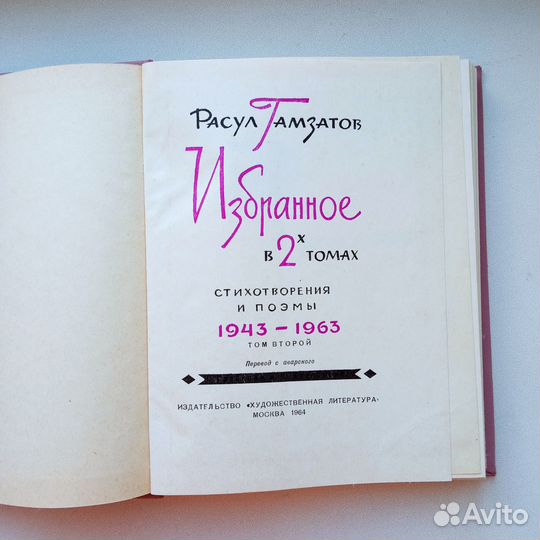 Расул Гамзатов
Избранное
в 2х томах
СТИХОТВОРЕНИЯ
И ПОЭМЫ
1943 – 1963
ТОМ ВТОРОЙ
Перевод с аварского
ИЗДАТЕЛЬСТВО «ХУДОЖЕСТВЕННАЯ ЛИТЕРАТУРА»
МОСКВА 1964
Avito